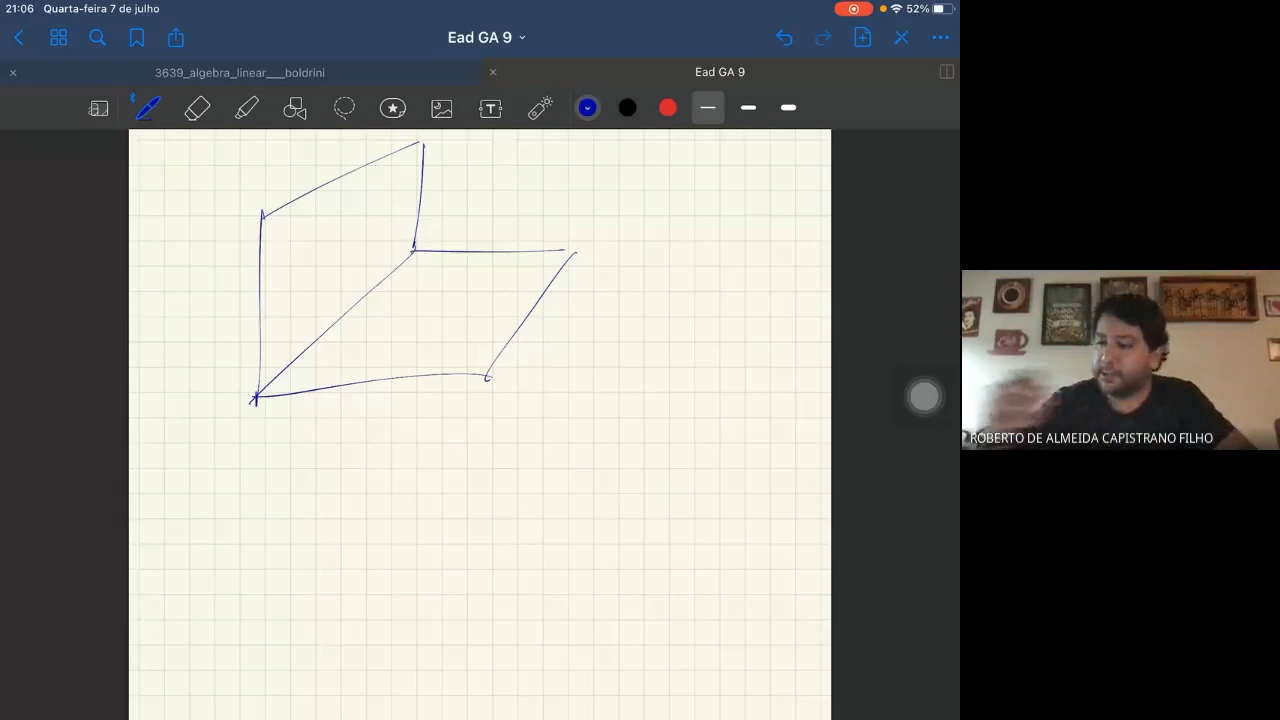 21:06 Quarta-feira 7 de julho
52%
Ead GA 9
3639_algebra_linear___boldrini
Ead GA 9
T
ROBERTO DE ALMEIDA CAPISTRANO FILHO